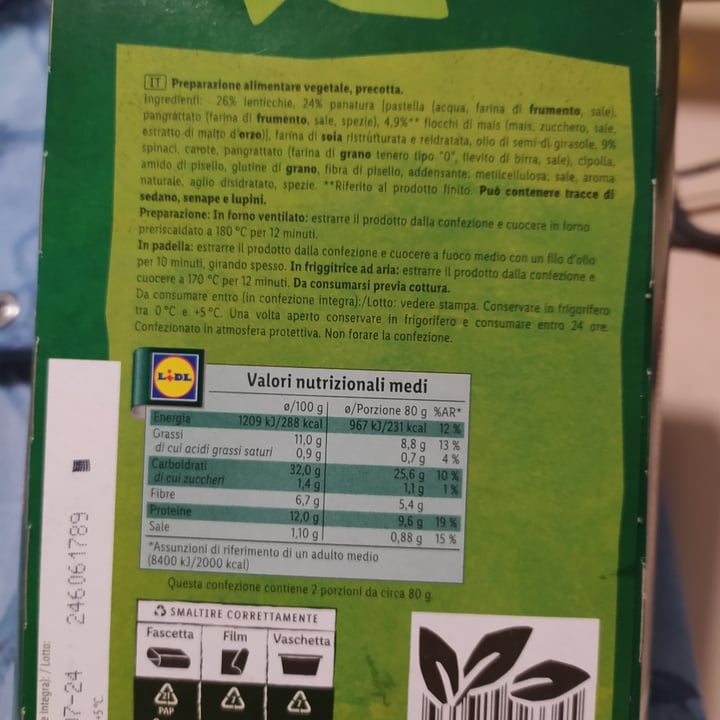 IT Preparazione alimentare vegetale, precotta.
Ingredienti: 26% lenticchie, 24% panatura [pastella (acqua, farina di frumento, sale),
pangrattato (farina di frumento, sale, spezie), 4,9%** fiocchi di mais (mais, zucchero, sale,
estratto di malto d'orzo)], farina di soia ristrutturata e reidratata, olio di semi di girasole, 9%
spinaci, carote, pangrattato (farina di grano tenero tipo "0", lievito di birra, sale), cipolla,
amido di pisello, glutine di grano, fibra di pisello, addensante: metilcellulosa; sale, aroma
naturale, aglio disidratato, spezie. **Riferito al prodotto finito. Può contenere tracce di
sedano, senape e lupini.
Preparazione: In forno ventilato: estrarre il prodotto dalla confezione e cuocere in forno
preriscaldato a 180 °C per 12 minuti.
In padella: estrarre il prodotto dalla confezione e cuocere a fuoco medio con un filo d'olio
per 10 minuti, girando spesso. In friggitrice ad aria: estrarre il prodotto dalla confezione e
cuocere a 170 °C per 12 minuti. Da consumarsi previa cottura.
Da consumare entro (in confezione integra):/Lotto: vedere stampa. Conservare in frigorifero
tra 0°C e +5°C. Una volta aperto conservare in frigorifero e consumare entro 24 ore.
Confezionato in atmosfera protettiva. Non forare la confezione.
LIDL
Valori nutrizionali medi
ø/100 g ø/Porzione 80 g %AR*
Energia 1209 kJ/288 kcal 967 kJ/231 kcal 12 %
Grassi 11,0 g 8,8 g 13 %
di cui acidi grassi saturi 0,9 g 0,7 g 4 %
Carboidrati 32,0 g 25,6 g 10 %
di cui zuccheri 1,4 g 1,1 g 1 %
Fibre 6,7 g 5,4 g
Proteine 12,0 g 9,6 g 19 %
Sale 1,10 g 0,88 g 15 %
*Assunzioni di riferimento di un adulto medio
(8400 kJ/2000 kcal)
Questa confezione contiene 2 porzioni da circa 80 g.
SMALTIRE CORRETTAMENTE
Fascetta Film Vaschetta
21 7 7
PAP
e integra): / Lotto:
7-24 246061789
+5°C